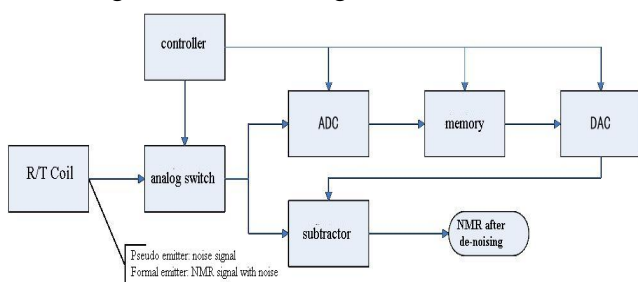 controller
ADC
memory
DAC
R/T Coil
analog switch
subtractor
NMR after
de-noising
Pseudo emitter: noise signal
Formal emitter: NMR signal with noise